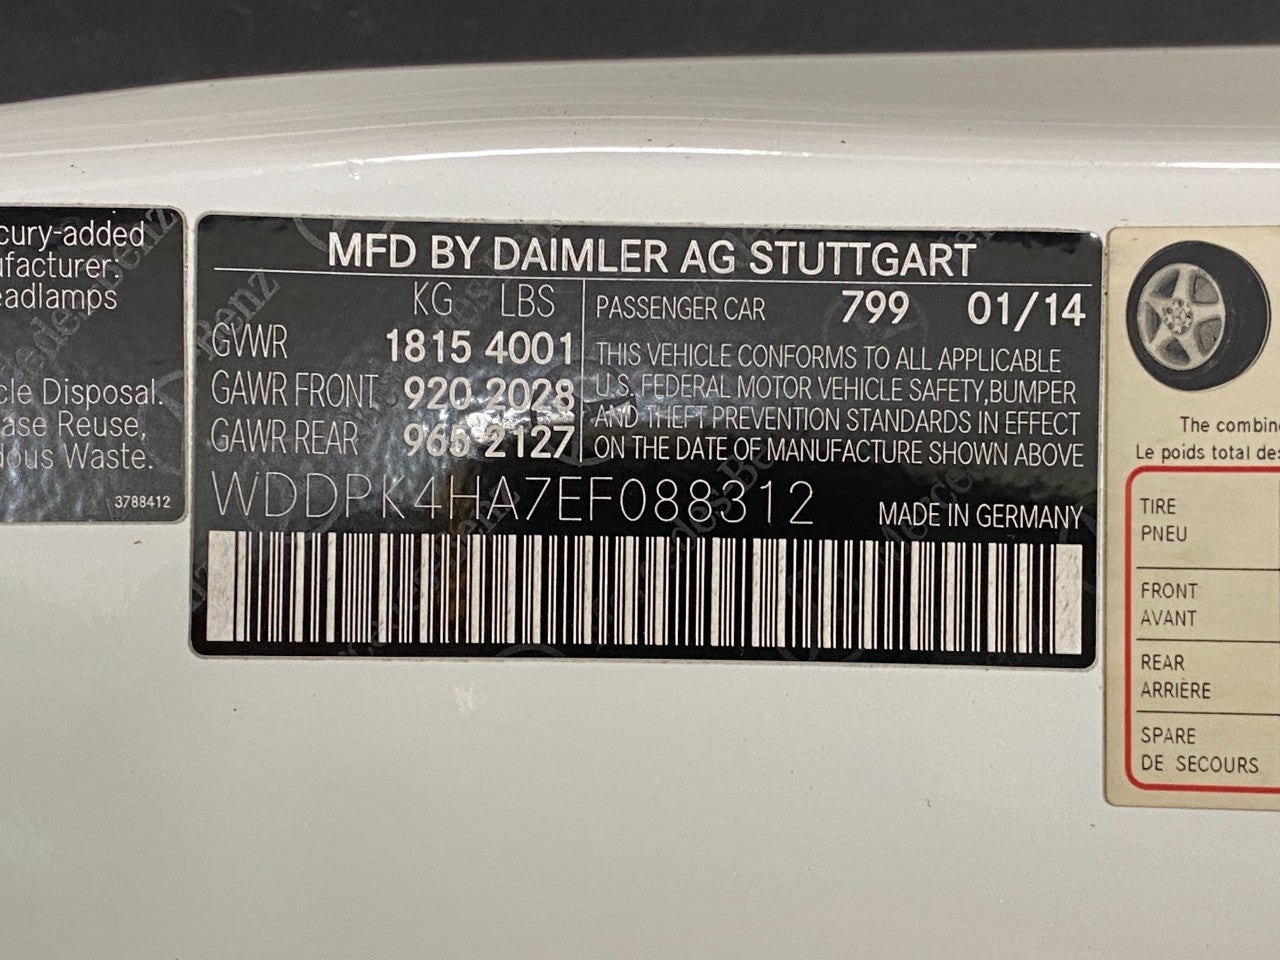 cury-added
ufacturer:
eadlamps
cle Disposal.
ase Reuse,
dous Waste.
3788412
MFD BY DAIMLER AG STUTTGART
KG LBS
GVWR 1815 4001
GAWR FRONT 920 2028
GAWR REAR 965 2127
PASSENGER CAR 799 01/14
THIS VEHICLE CONFORMS TO ALL APPLICABLE
U.S. FEDERAL MOTOR VEHICLE SAFETY,BUMPER
AND THEFT PREVENTION STANDARDS IN EFFECT
ON THE DATE OF MANUFACTURE SHOWN ABOVE
WDDPK4HA7EF088312 MADE IN GERMANY
The combin
Le poids total des
TIRE
PNEU
FRONT
AVANT
REAR
ARRIÈRE
SPARE
DE SECOURS